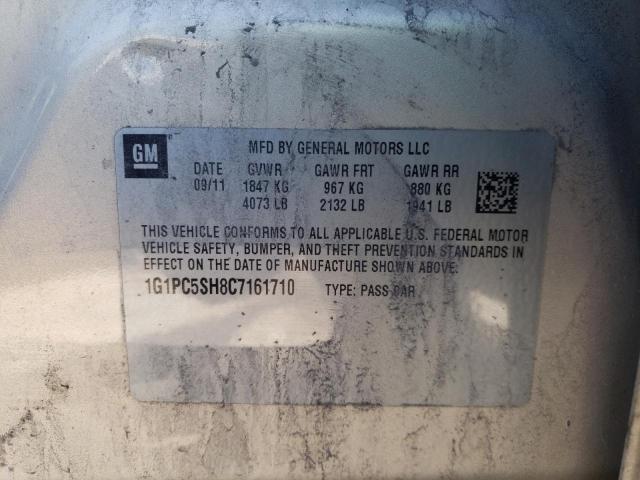 GM
MFD BY GENERAL MOTORS LLC
DATE GVWR GAWR FRT GAWR RR
09/11 1847 KG 967 KG 880 KG
4073 LB 2132 LB 1941 LB
THIS VEHICLE CONFORMS TO ALL APPLICABLE U.S. FEDERAL MOTOR
VEHICLE SAFETY, BUMPER, AND THEFT PREVENTION STANDARDS IN
EFFECT ON THE DATE OF MANUFACTURE SHOWN ABOVE.
1G1PC5SH8C7161710 TYPE: PASS CAR